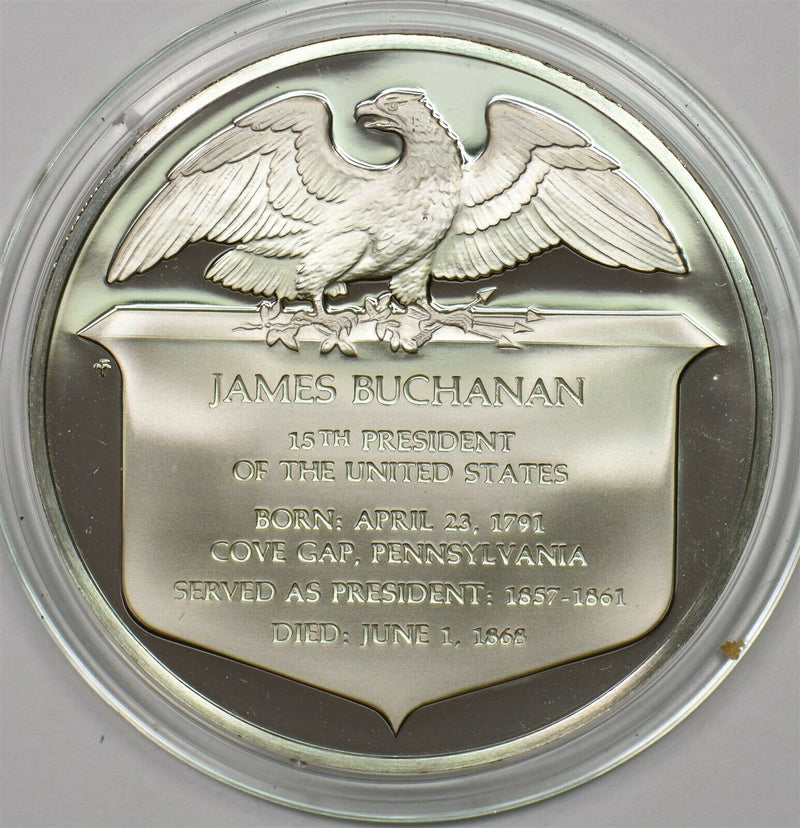 JAMES BUCHANAN
15TH PRESIDENT
OF THE UNITED STATES
BORN: APRIL 23, 1791
COVE GAP, PENNSYLVANIA
SERVED AS PRESIDENT: 1857-1861
DIED: JUNE 1, 1868